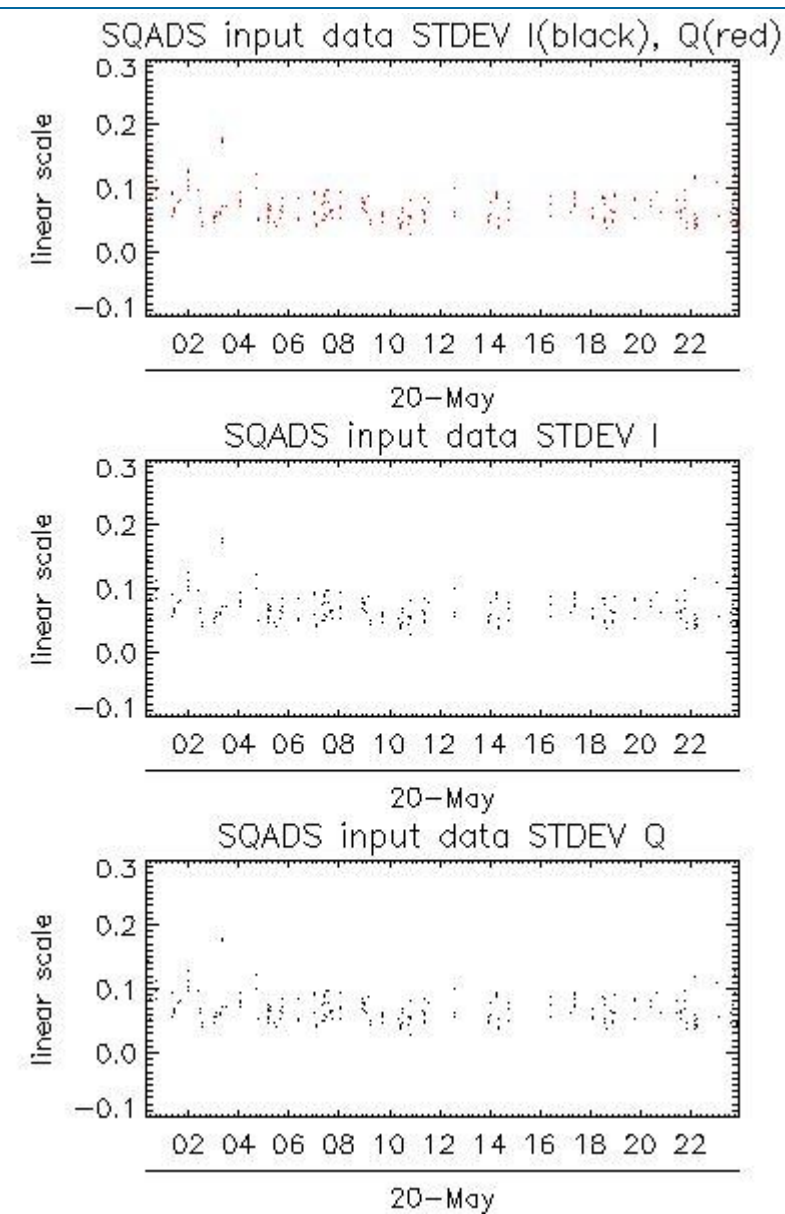 SQADS input data STDEV I(black), Q(red)
0.3
0.2
0.1
0.0
−0.1
linear scale
02 04 06 08 10 12 14 16 18 20 22
20−May
SQADS input data STDEV I
0.3
0.2
0.1
0.0
−0.1
linear scale
02 04 06 08 10 12 14 16 18 20 22
20−May
SQADS input data STDEV Q
0.3
0.2
0.1
0.0
−0.1
linear scale
02 04 06 08 10 12 14 16 18 20 22
20−May